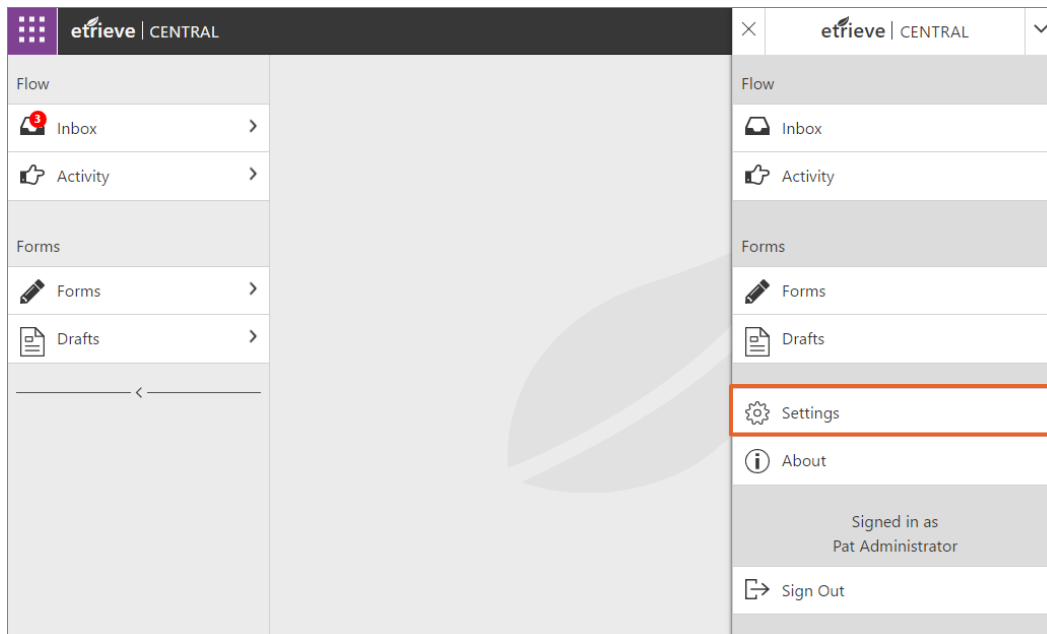 etrieve | CENTRAL
Flow
3
Inbox
Activity
Forms
Forms
Drafts
etrieve | CENTRAL
Flow
Inbox
Activity
Forms
Forms
Drafts
Settings
About
Signed in as
Pat Administrator
Sign Out